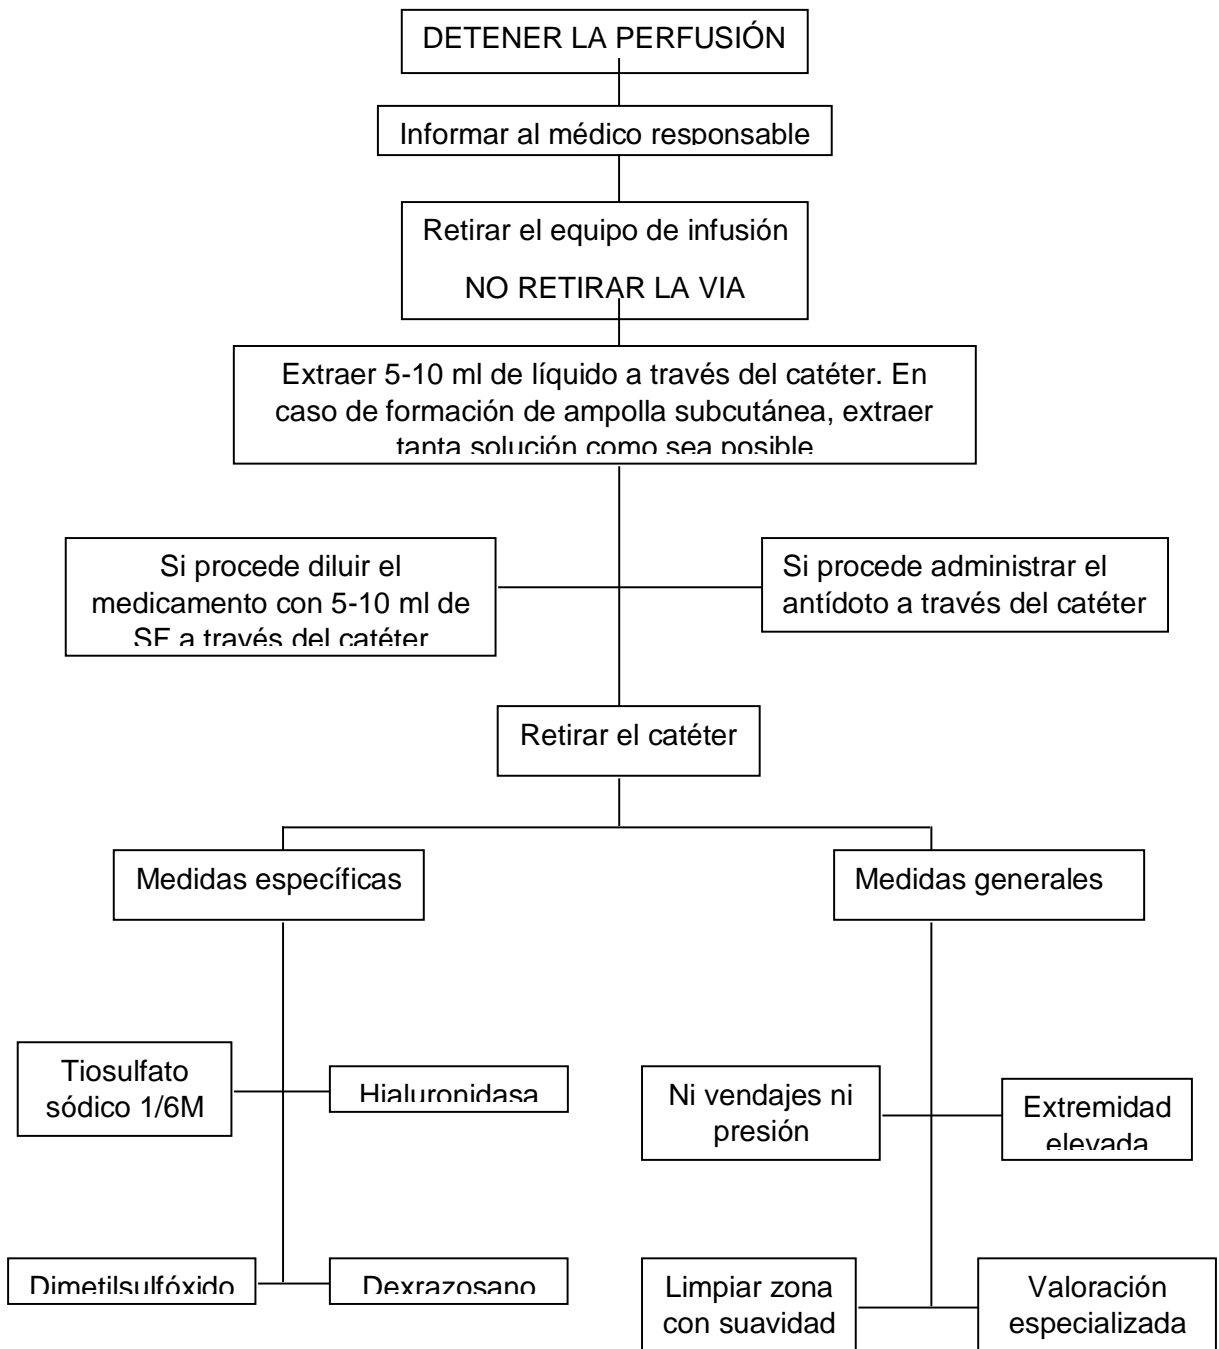 DETENER LA PERFUSIÓN
Informar al médico responsable
Retirar el equipo de infusión
NO RETIRAR LA VIA
Extraer 5-10 ml de líquido a través del catéter. En
caso de formación de ampolla subcutánea, extraer
tanta solución como sea posible
Si procede diluir el
medicamento con 5-10 ml de
SF a través del catéter
Si procede administrar el
antídoto a través del catéter
Retirar el catéter
Medidas específicas
Medidas generales
Tiosulfato
sódico 1/6M
Hialuronidasa
Ni vendajes ni
presión
Extremidad
elevada
Dimetilsulfóxido
Dexrazosano
Limpiar zona
con suavidad
Valoración
especializada